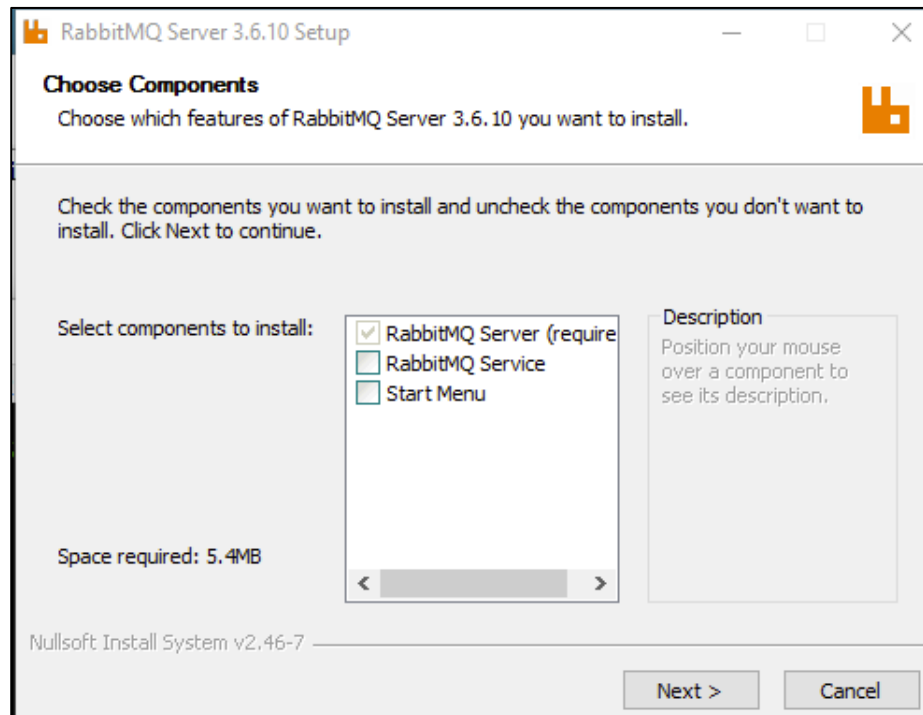 RabbitMQ Server 3.6.10 Setup
Choose Components
Choose which features of RabbitMQ Server 3.6.10 you want to install.
Check the components you want to install and uncheck the components you don't want to
install. Click Next to continue.
Select components to install:
RabbitMQ Server (require
RabbitMQ Service
Start Menu
Description
Position your mouse
over a component to
see its description.
Space required: 5.4MB
Nullsoft Install System v2.46-7
Next >
Cancel